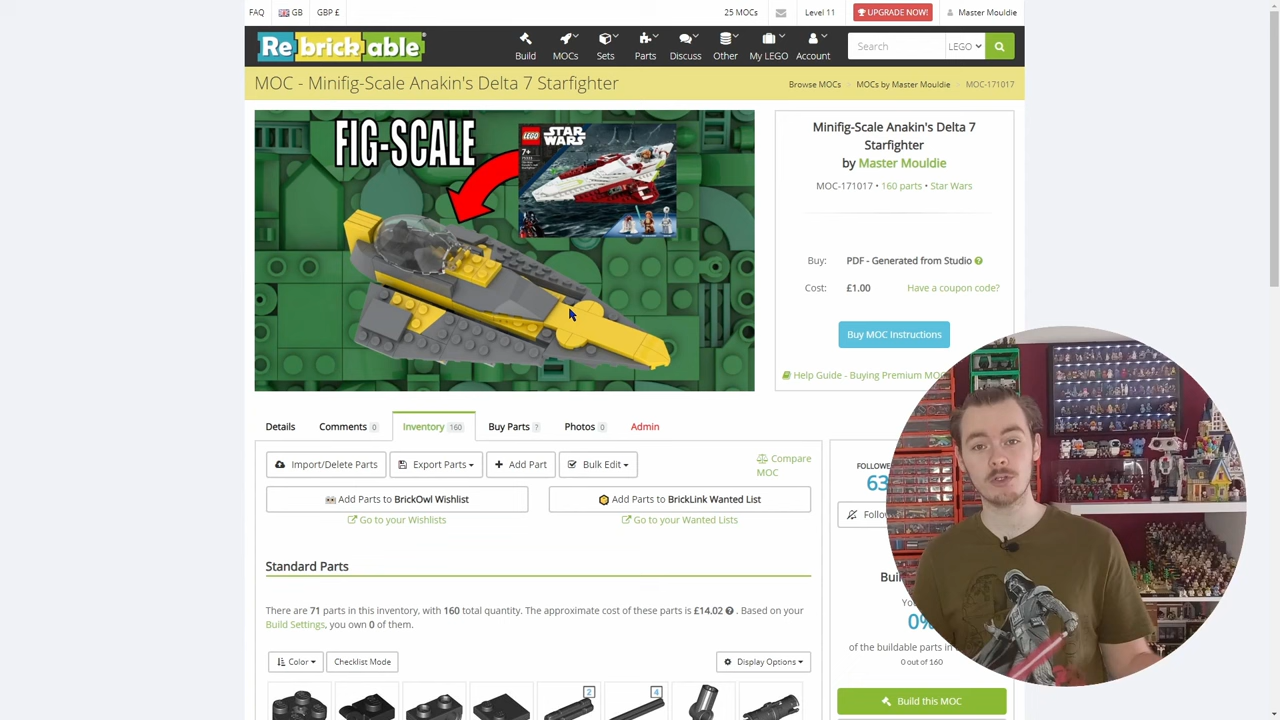 FAQ GB GBP £ 25 MOCs Level 11 UPGRADE NOW! Master Mouldie
Rebrickable Build MOCs Sets Parts Discuss Other My LEGO Account Search LEGO
MOC - Minifig-Scale Anakin's Delta 7 Starfighter Browse MOCs MOCs by Master Mouldie MOC-171017
FIG-SCALE
LEGO STAR WARS
7+
Minifig-Scale Anakin's Delta 7
Starfighter
by Master Mouldie
MOC-171017 • 160 parts • Star Wars
Buy: PDF - Generated from Studio
Cost: £1.00 Have a coupon code?
Buy MOC Instructions
Help Guide - Buying Premium
Details Comments 0 Inventory 160 Buy Parts 7 Photos 0 Admin
Import/Delete Parts Export Parts Add Part Bulk Edit
Compare
MOC
Add Parts to BrickOwl Wishlist Add Parts to BrickLink Wanted List
Go to your Wishlists Go to your Wanted Lists
63
Standard Parts
There are 71 parts in this inventory, with 160 total quantity. The approximate cost of these parts is £14.02 . Based on your
Build Settings, you own 0 of them.
0%
of the buildable parts in
0 out of 160
Color Checklist Mode Display Options
2 4
Build this MOC